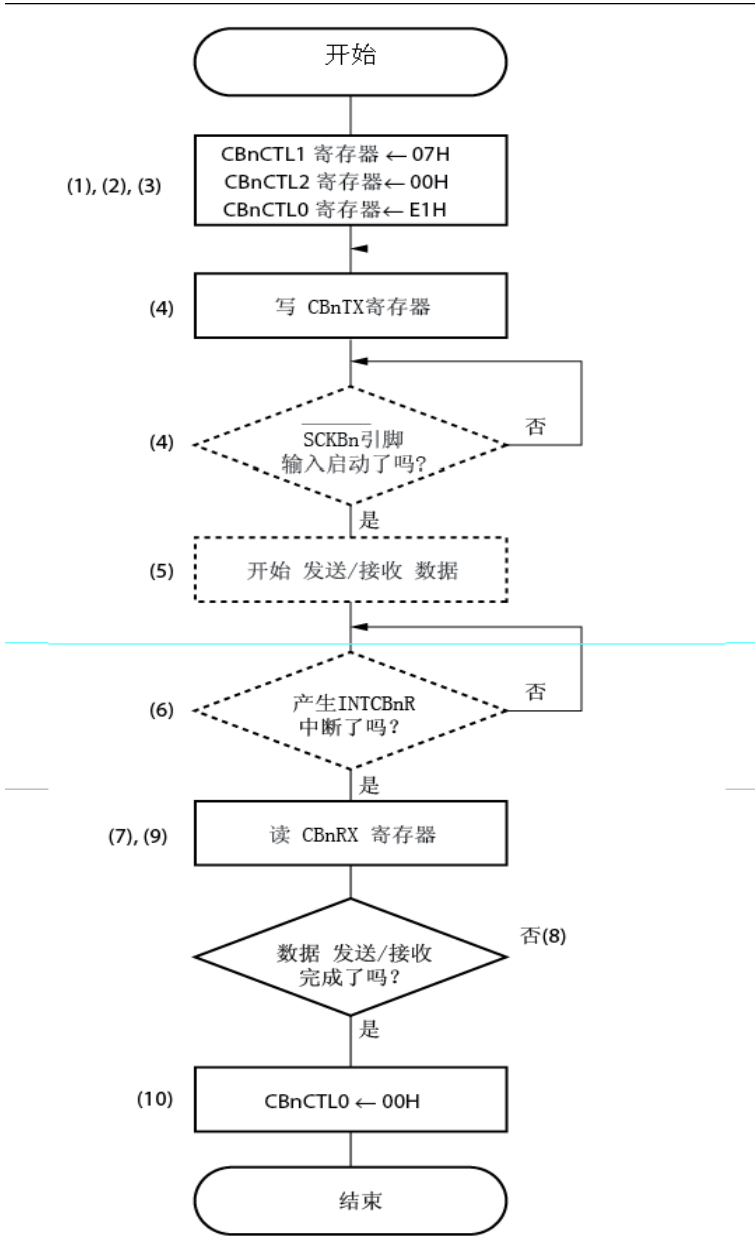 开始
CBnCTL1 寄存器 ← 07H
(1), (2), (3)
CBnCTL2 寄存器← 00H
CBnCTL0 寄存器← E1H
(4)
写 CBnTX寄存器
(4)
SCKBn引脚
输入启动了吗?
否
是
(5)
开始 发送/接收 数据
(6)
产生INTCBnR
中断了吗?
否
是
(7), (9)
读 CBnRX 寄存器
数据 发送/接收
完成了吗?
否(8)
是
(10)
CBnCTL0 ← 00H
结束